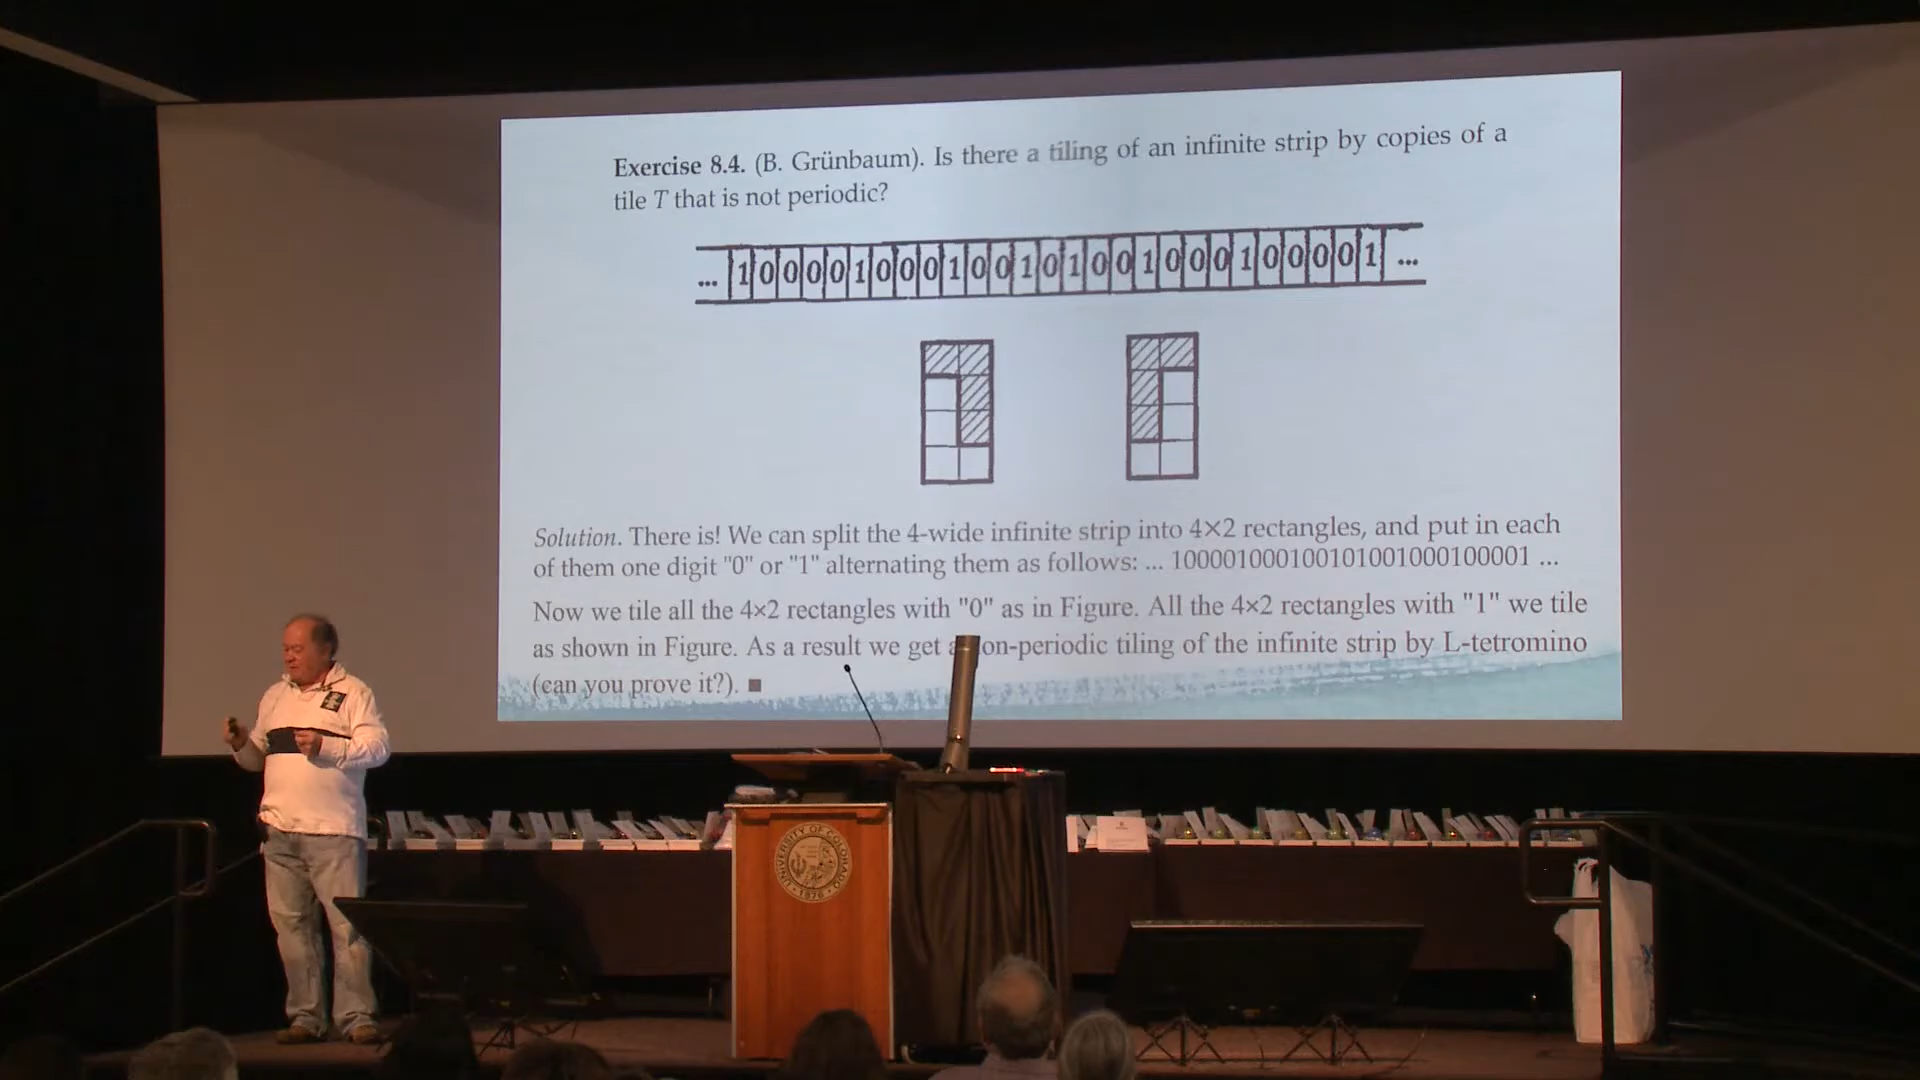 Exercise 8.4. (B. Grünbaum). Is there a tiling of an infinite strip by copies of a
tile T that is not periodic?
... 1 0 0 0 0 1 0 0 0 1 0 0 1 0 1 0 0 1 0 0 0 1 0 0 0 0 1 ...
Solution. There is! We can split the 4-wide infinite strip into 4×2 rectangles, and put in each
of them one digit "0" or "1" alternating them as follows: ... 100001000100101001000100001 ...
Now we tile all the 4×2 rectangles with "0" as in Figure. All the 4×2 rectangles with "1" we tile
as shown in Figure. As a result we get on-periodic tiling of the infinite strip by L-tetromino
(can you prove it?). ■
UNIVERSITY OF COLORADO
1876